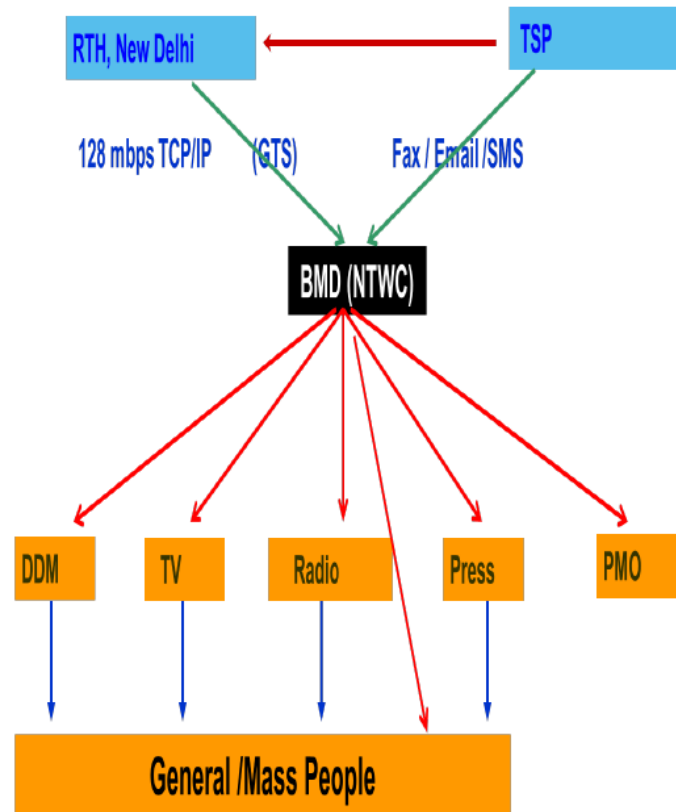 RTH, New Delhi
TSP
128 mbps TCP/IP (GTS)
Fax / Email /SMS
BMD (NTWC)
DDM
TV
Radio
Press
PMO
General /Mass People